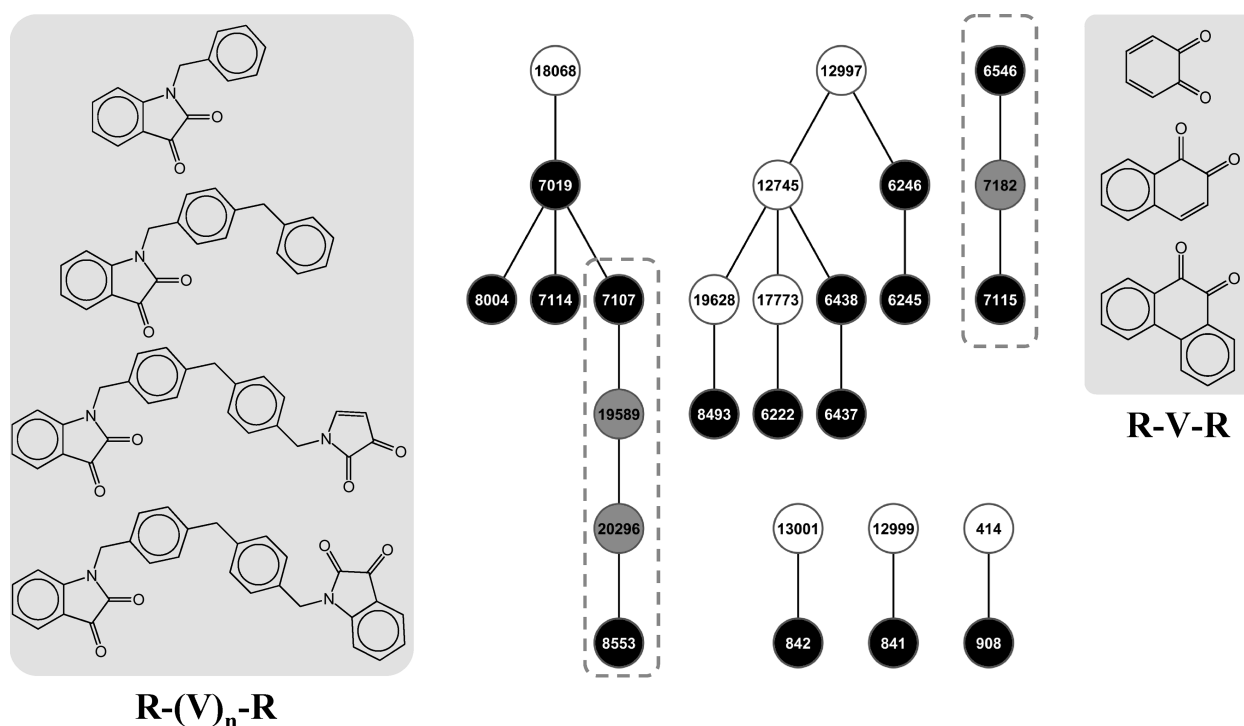 18068
12997
6546
7019
12745
6246
7182
8004
7114
7107
19628
17773
6438
6245
7115
19589
8493
6222
6437
20296
13001
12999
414
8553
842
841
908
N
O
O
N
O
O
N
O
O
N
O
O
N
O
O
N
O
O
O
O
O
O
O
O
R-(V)n-R
R-V-R